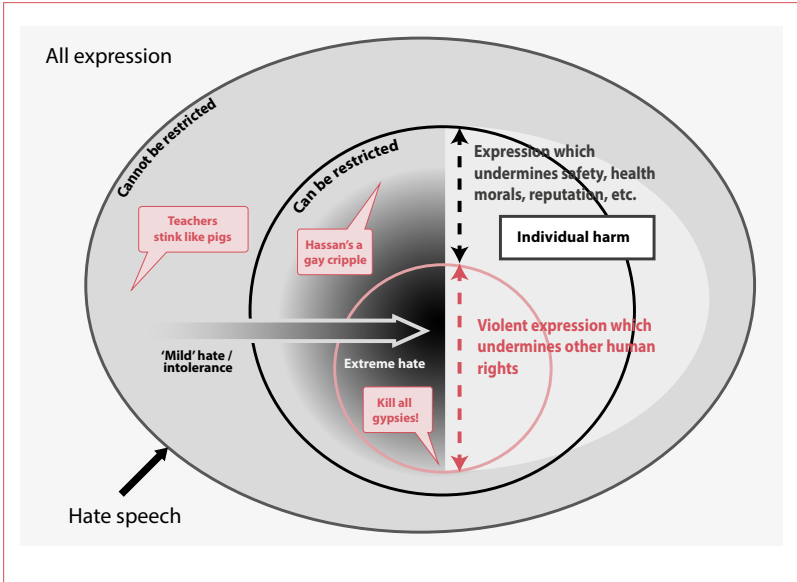 All expression
Cannot be restricted
Can be restricted
Expression which
undermines safety, health
morals, reputation, etc.
Teachers
stink like pigs
Hassan's a
gay cripple
Individual harm
Violent expression which
undermines other human
rights
'Mild' hate /
intolerance
Extreme hate
Kill all
gypsies!
Hate speech